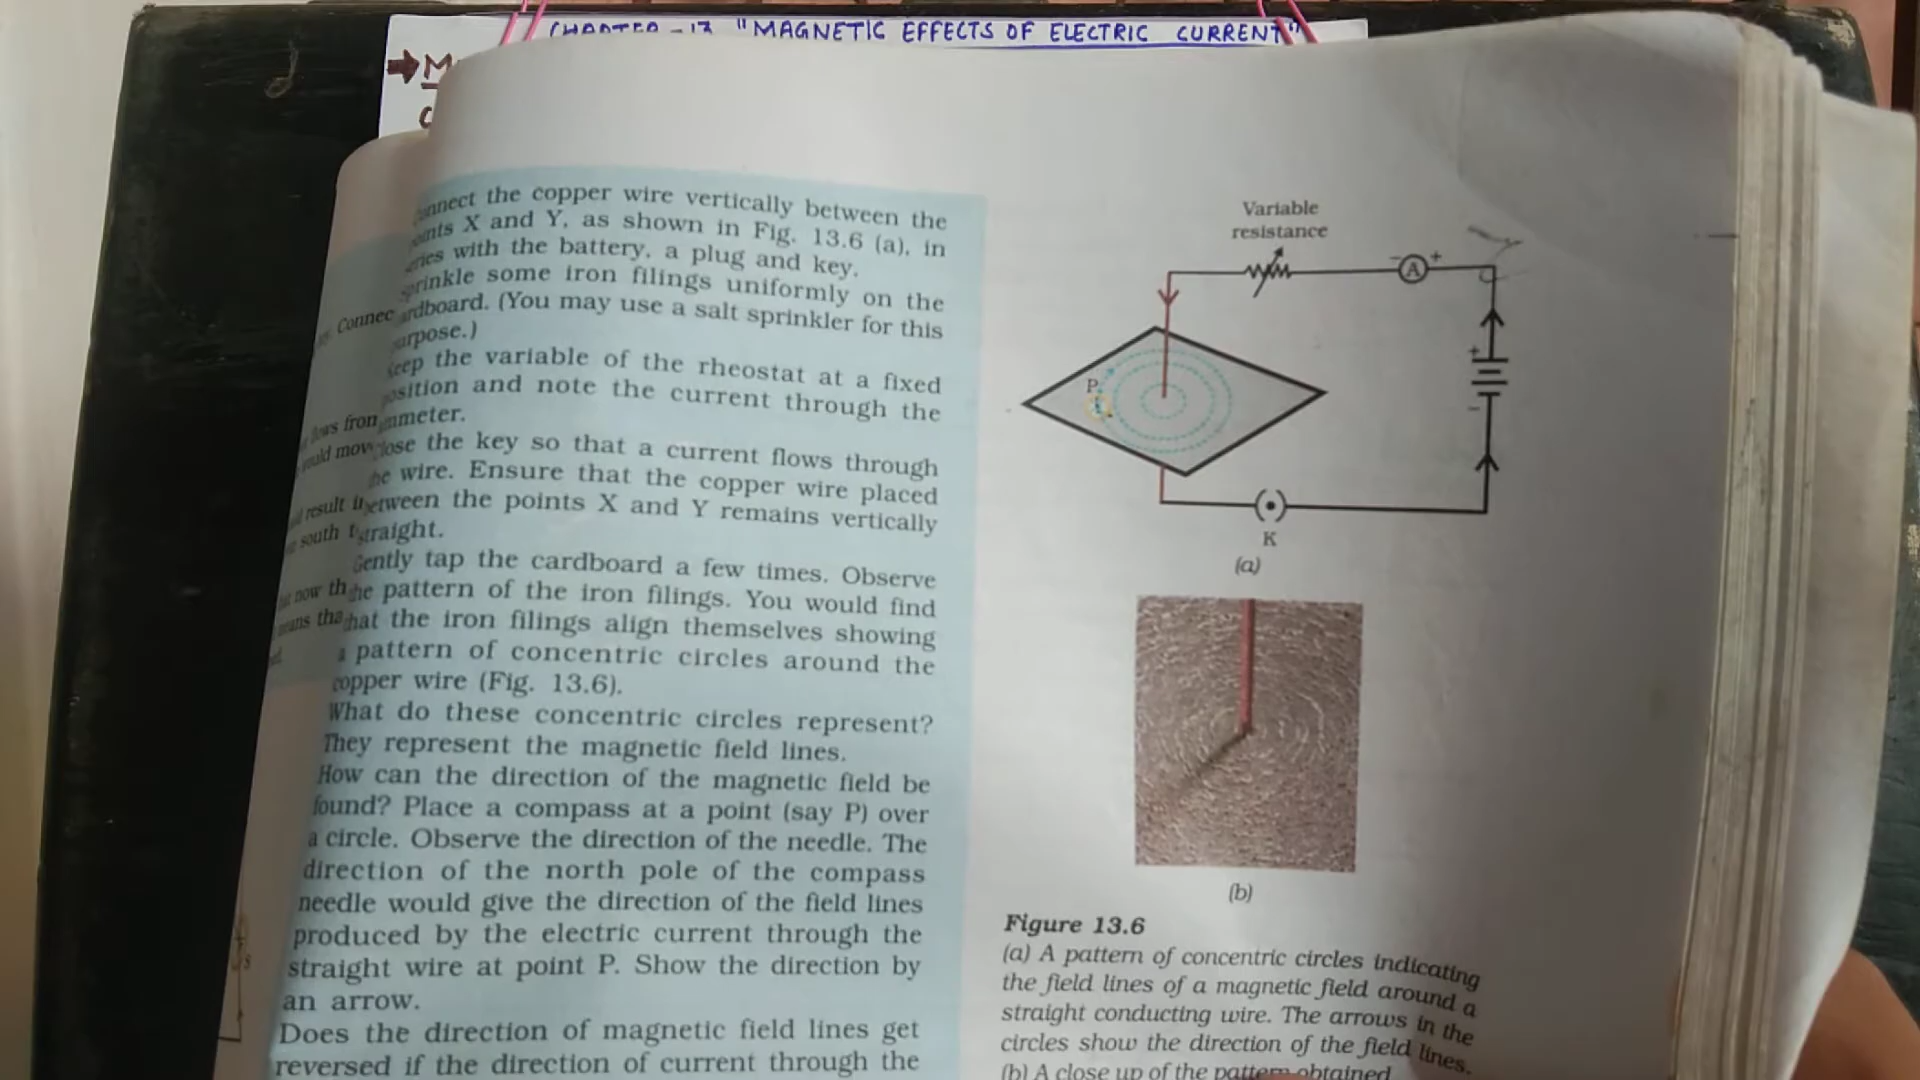 "MAGNETIC EFFECTS OF ELECTRIC CURRENT"
the copper wire vertically between the
X and Y, as shown in Fig. 13.6 (a), in
with the battery, a plug and key.
some iron filings uniformly on the
(You may use a salt sprinkler for this
the variable of the rheostat at a fixed
and note the current through the
the key so that a current flows through
wire. Ensure that the copper wire placed
between the points X and Y remains vertically
straight.
Gently tap the cardboard a few times. Observe
the pattern of the iron filings. You would find
that the iron filings align themselves showing
a pattern of concentric circles around the
copper wire (Fig. 13.6).
What do these concentric circles represent?
They represent the magnetic field lines.
How can the direction of the magnetic field be
found? Place a compass at a point (say P) over
a circle. Observe the direction of the needle. The
direction of the north pole of the compass
needle would give the direction of the field lines
produced by the electric current through the
straight wire at point P. Show the direction by
an arrow.
Does the direction of magnetic field lines get
reversed if the direction of current through the
Variable
resistance
- A +
P
+
-
K
(a)
(b)
Figure 13.6
(a) A pattern of concentric circles indicating
the field lines of a magnetic field around a
straight conducting wire. The arrows in the
circles show the direction of the field lines.
(b) A close up of the pattern obtained